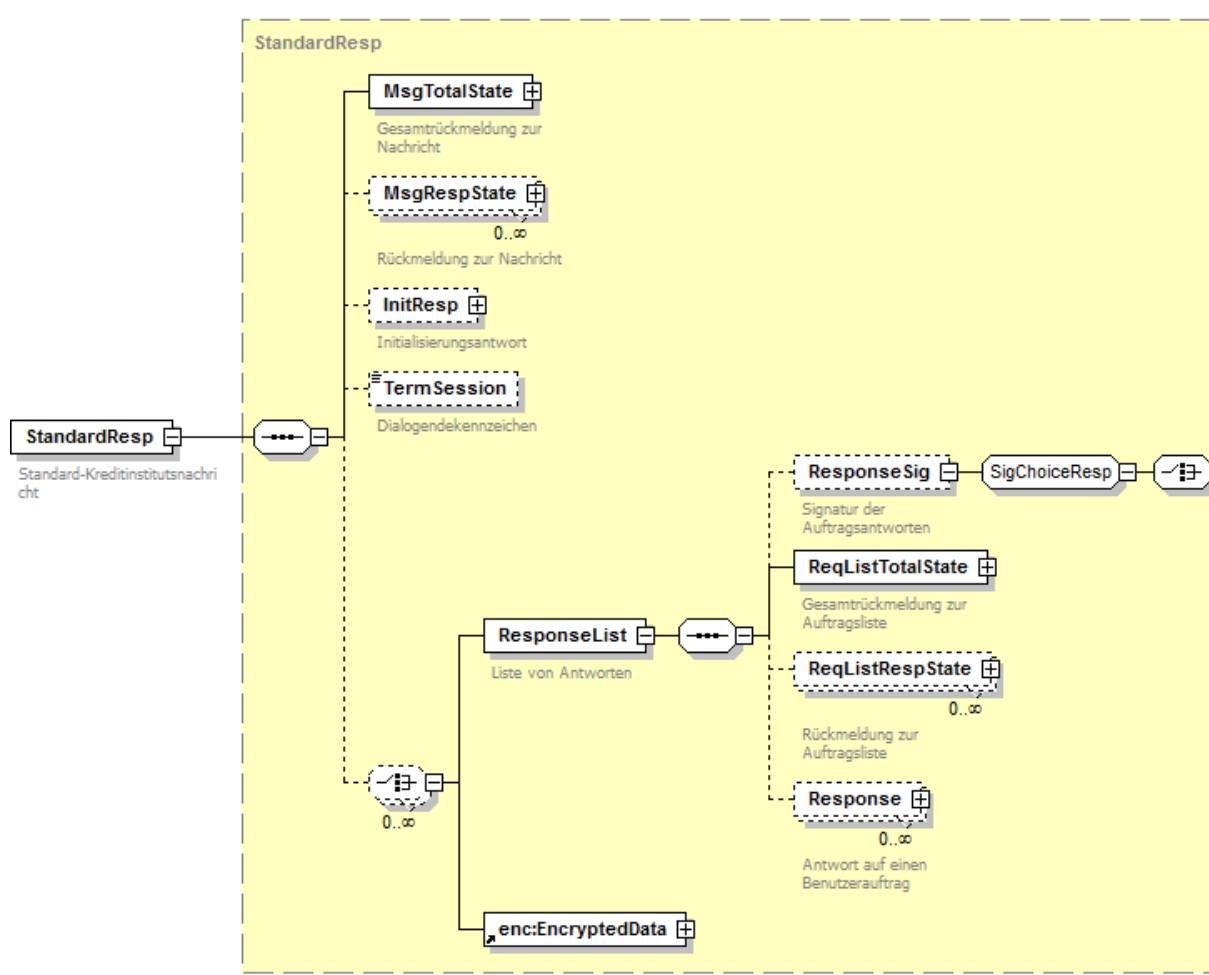 StandardResp
MsgTotalState
Gesamtrückmeldung zur
Nachricht
MsgRespState
0..∞
Rückmeldung zur Nachricht
InitResp
Initialisierungsantwort
TermSession
Dialogendekennzeichen
StandardResp
Standard-Kreditinstitutsnachri
cht
ResponseSig
SigChoiceResp
Signatur der
Auftragsantworten
ReqListTotalState
Gesamtrückmeldung zur
Auftragsliste
ResponseList
Liste von Antworten
ReqListRespState
0..∞
Rückmeldung zur
Auftragsliste
0..∞
Response
0..∞
Antwort auf einen
Benutzerauftrag
enc:EncryptedData